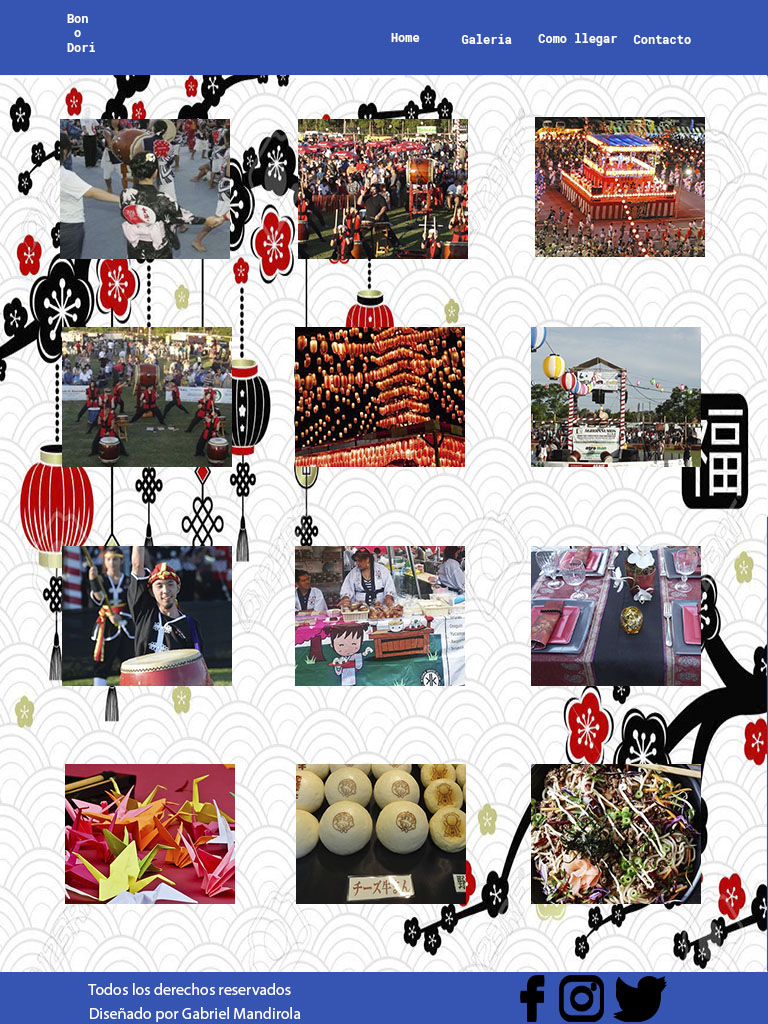 Bon
o
Dori
Home
Galeria
Como llegar
Contacto
福
チーズ牛まん
Todos los derechos reservados
Diseñado por Gabriel Mandirola